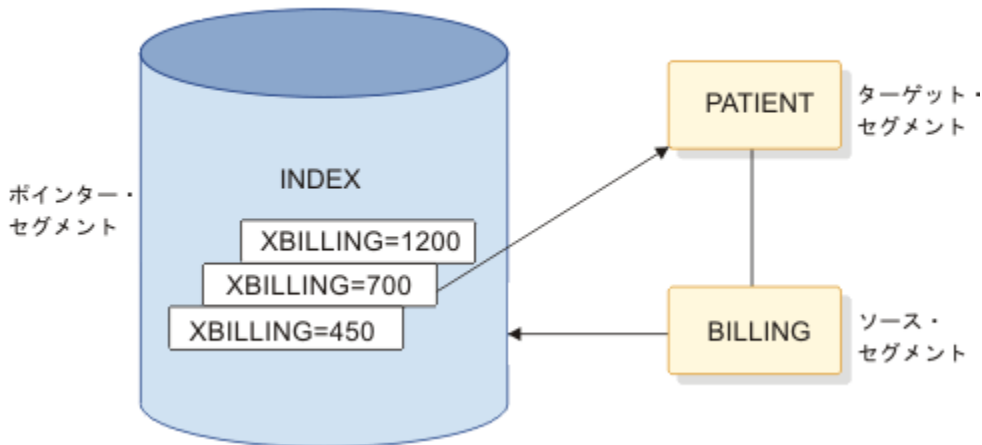 ポインター・
セグメント
INDEX
XBILLING=1200
XBILLING=700
XBILLING=450
PATIENT
ターゲット・
セグメント
BILLING
ソース・
セグメント